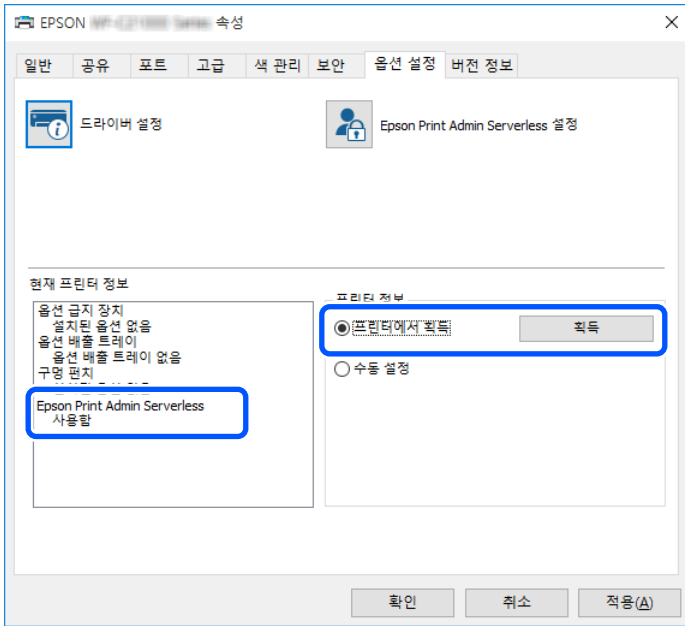 EPSON 속성
일반 공유 포트 고급 색 관리 보안 옵션 설정 버전 정보
드라이버 설정
Epson Print Admin Serverless 설정
현재 프린터 정보
옵션 급지 장치
설치된 옵션 없음
옵션 배출 트레이
옵션 배출 트레이 없음
구멍 펀치
Epson Print Admin Serverless
사용함
프린터 정보
프린터에서 획득 획득
수동 설정
확인 취소 적용(A)